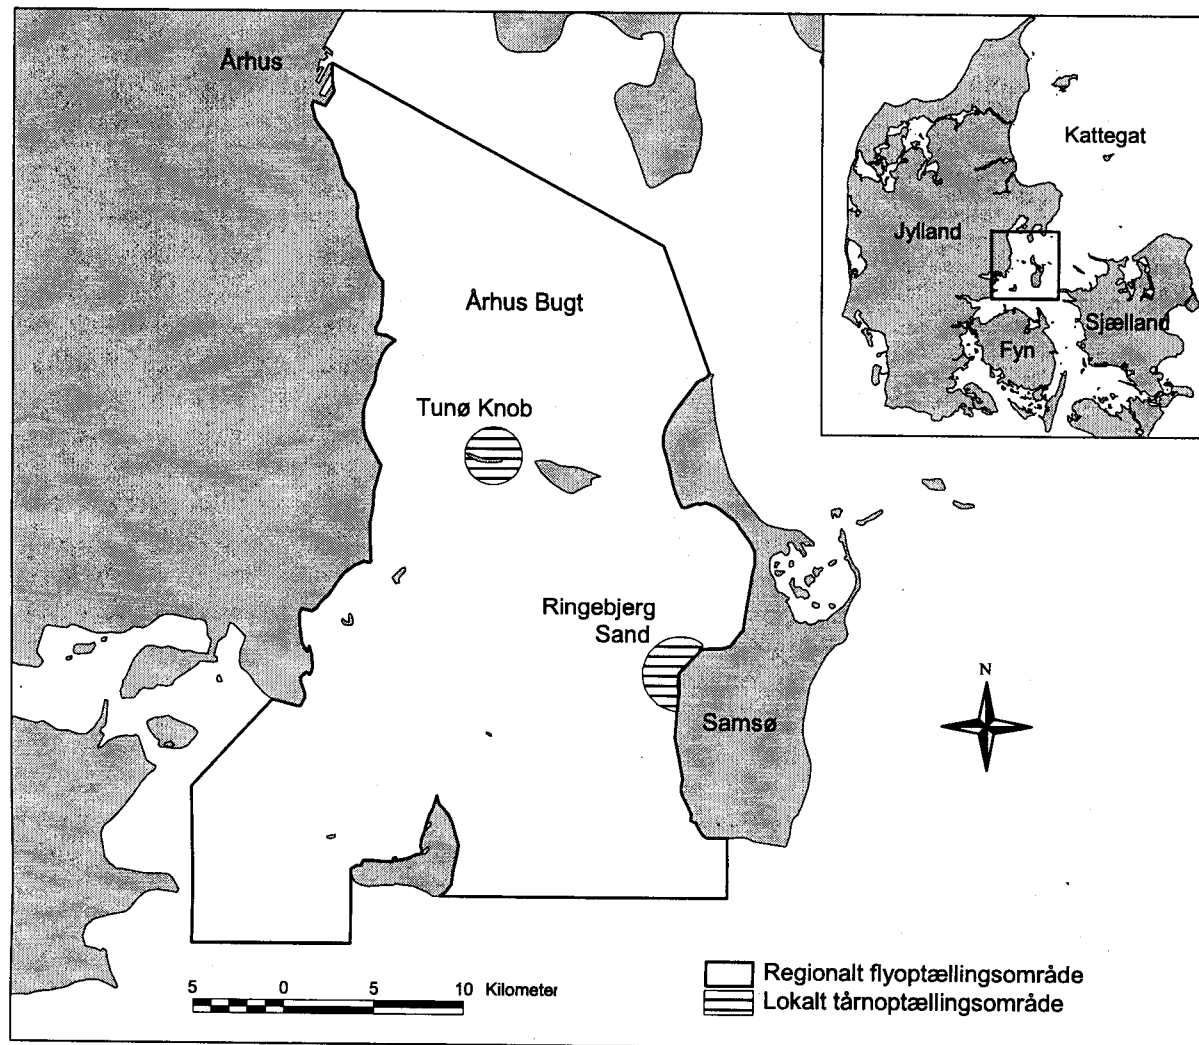 Århus
Kattegat
Jylland
Århus Bugt
Sjælland
Fyn
Tunø Knob
Ringebjerg
Sand
N
Samsø
Regionalt flyoptællingsområde
5 0 5 10 Kilometer
Lokalt tårnoptællingsområde